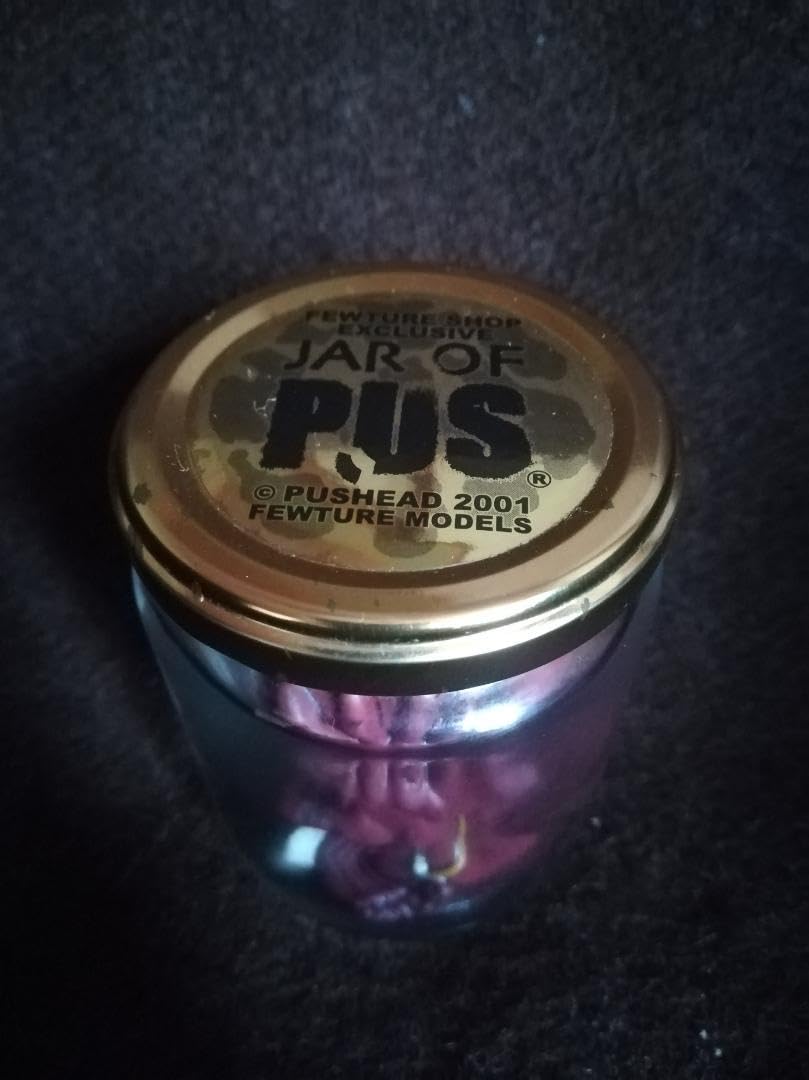 FEWTURE SHOP
EXCLUSIVE
JAR OF
PUS®
© PUSHEAD 2001
FEWTURE MODELS